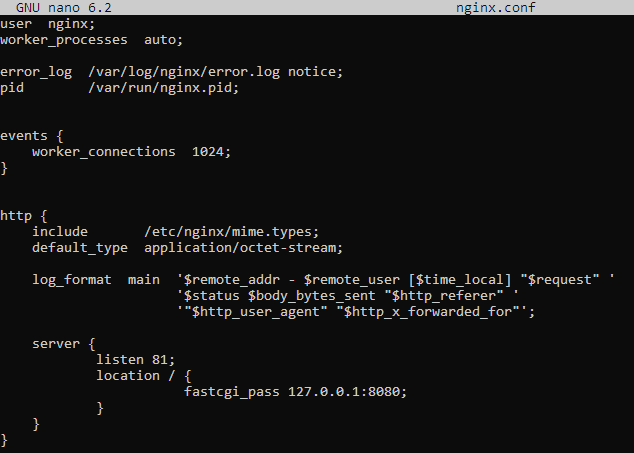 GNU nano 6.2 nginx.conf
user  nginx;
worker_processes  auto;
error_log  /var/log/nginx/error.log notice;
pid        /var/run/nginx.pid;
events {
    worker_connections  1024;
}
http {
    include       /etc/nginx/mime.types;
    default_type  application/octet-stream;
    log_format  main  '$remote_addr - $remote_user [$time_local] "$request" '
                      '$status $body_bytes_sent "$http_referer" '
                      '"$http_user_agent" "$http_x_forwarded_for"';
    server {
            listen 81;
            location / {
                       fastcgi_pass 127.0.0.1:8080;
            }
    }
}